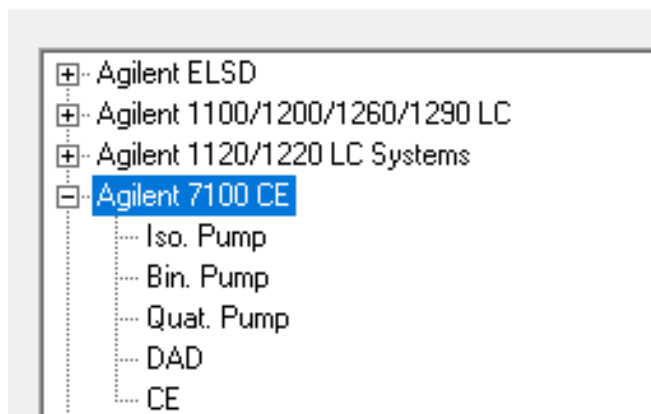 Agilent ELSD
Agilent 1100/1200/1260/1290 LC
Agilent 1120/1220 LC Systems
Agilent 7100 CE
Iso. Pump
Bin. Pump
Quat. Pump
DAD
CE